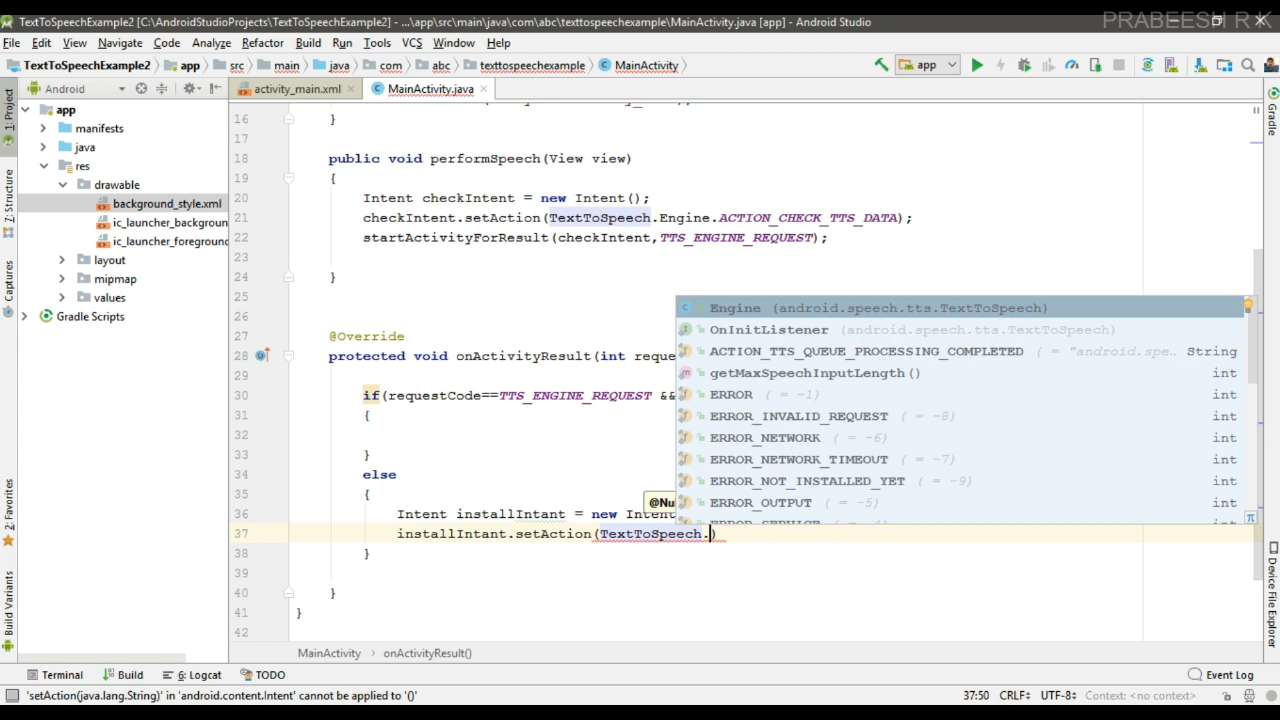 TextToSpeechExample2 [C:\AndroidStudioProjects\TextToSpeechExample2] - ...\app\src\main\java\com\abc\texttospeechexample\MainActivity.java [app] - Android Studio
PRABEESH R K
File Edit View Navigate Code Analyze Refactor Build Run Tools VCS Window Help
TextToSpeechExample2 app src main java com abc texttospeechexample MainActivity app
Android
activity_main.xml
MainActivity.java
1: Project
Z: Structure
Captures
2: Favorites
Build Variants
Gradle
Device File Explorer
app
manifests
java
res
drawable
background_style.xml
ic_launcher_backgroun
ic_launcher_foreground
layout
mipmap
values
Gradle Scripts
16 }
17
18 public void performSpeech(View view)
19 {
20 Intent checkIntent = new Intent();
21 checkIntent.setAction(TextToSpeech.Engine.ACTION_CHECK_TTS_DATA);
22 startActivityForResult(checkIntent,TTS_ENGINE_REQUEST);
23
24 }
25
26
27 @Override
28 protected void onActivityResult(int reque
29
30 if(requestCode==TTS_ENGINE_REQUEST &&
31 {
32
33 }
34 else
35 {
36 Intent installIntant = new Intent
37 installIntant.setAction(TextToSpeech.)
38 }
39
40 }
41 }
42
Engine (android.speech.tts.TextToSpeech)
OnInitListener (android.speech.tts.TextToSpeech)
ACTION_TTS_QUEUE_PROCESSING_COMPLETED ( = "android.spe… String
getMaxSpeechInputLength() int
ERROR ( = -1) int
ERROR_INVALID_REQUEST ( = -8) int
ERROR_NETWORK ( = -6) int
ERROR_NETWORK_TIMEOUT ( = -7) int
ERROR_NOT_INSTALLED_YET ( = -9) int
ERROR_OUTPUT ( = -5) int
@Nu
MainActivity onActivityResult()
Terminal Build 6: Logcat TODO Event Log
'setAction(java.lang.String)' in 'android.content.Intent' cannot be applied to '()' 37:50 CRLF UTF-8 Context: <no context>